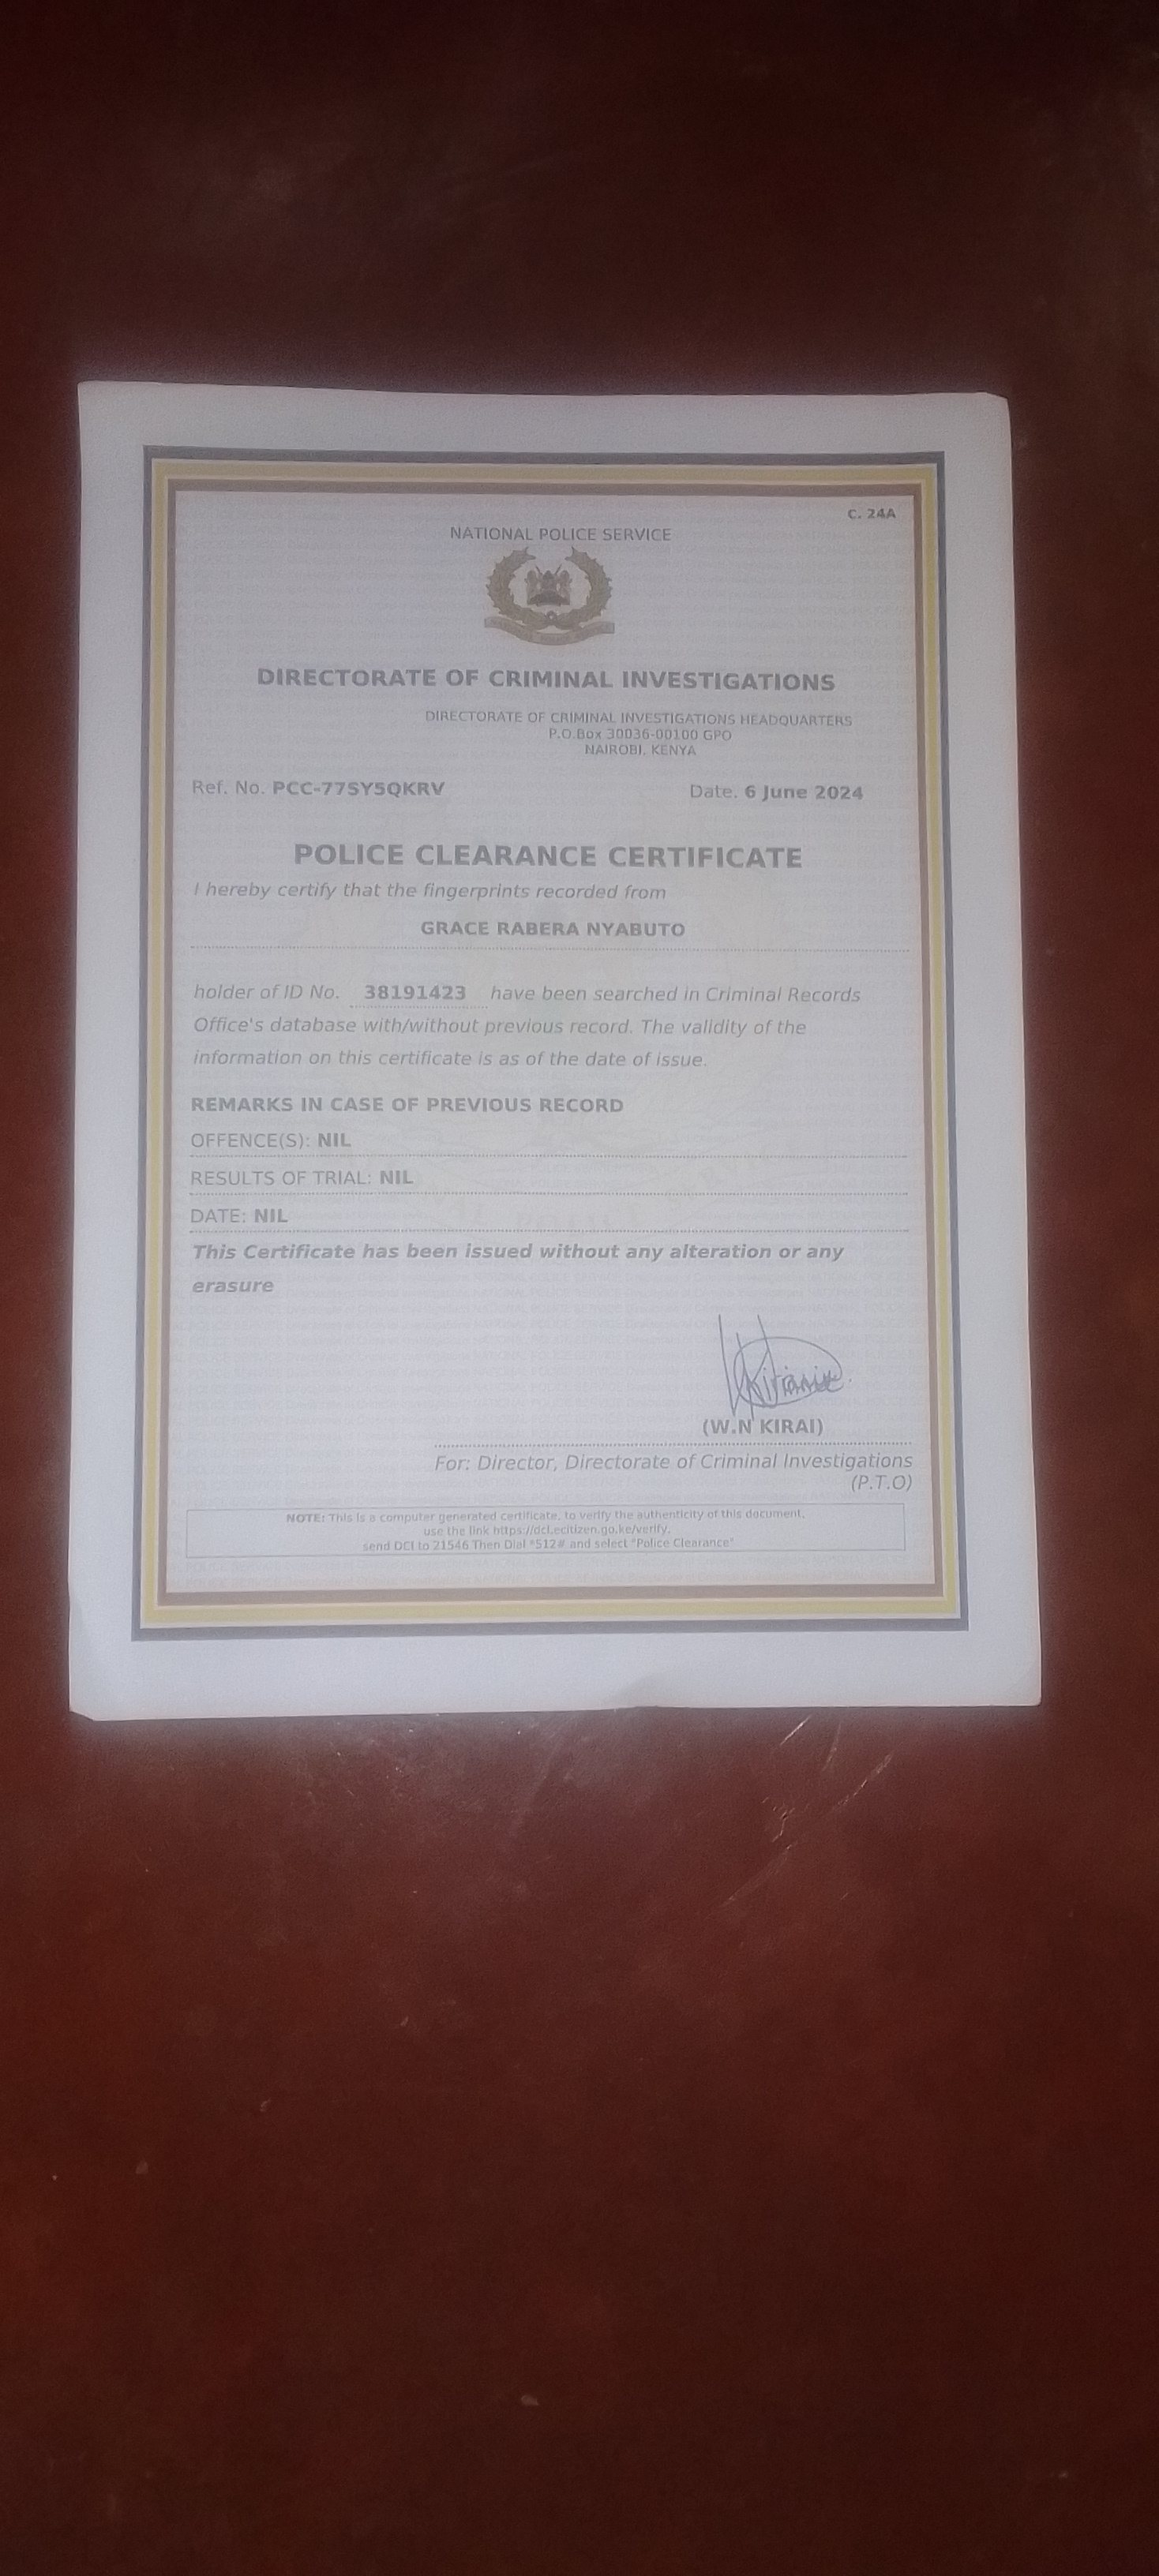 C. 24A
NATIONAL POLICE SERVICE
DIRECTORATE OF CRIMINAL INVESTIGATIONS
DIRECTORATE OF CRIMINAL INVESTIGATIONS HEADQUARTERS
P.O.Box 30036-00100 GPO
NAIROBI, KENYA
Ref. No. PCC-77SY5QKRV Date. 6 June 2024
POLICE CLEARANCE CERTIFICATE
I hereby certify that the fingerprints recorded from
GRACE RABERA NYABUTO
holder of ID No. 38191423 have been searched in Criminal Records
Office's database with/without previous record. The validity of the
information on this certificate is as of the date of issue.
REMARKS IN CASE OF PREVIOUS RECORD
OFFENCE(S): NIL
RESULTS OF TRIAL: NIL
DATE: NIL
This Certificate has been issued without any alteration or any
erasure
(W.N KIRAI)
For: Director, Directorate of Criminal Investigations
(P.T.O)
NOTE: This is a computer generated certificate, to verify the authenticity of this document,
use the link https://dci.ecitizen.go.ke/verify,
send DCI to 21546 Then Dial *512# and select "Police Clearance"